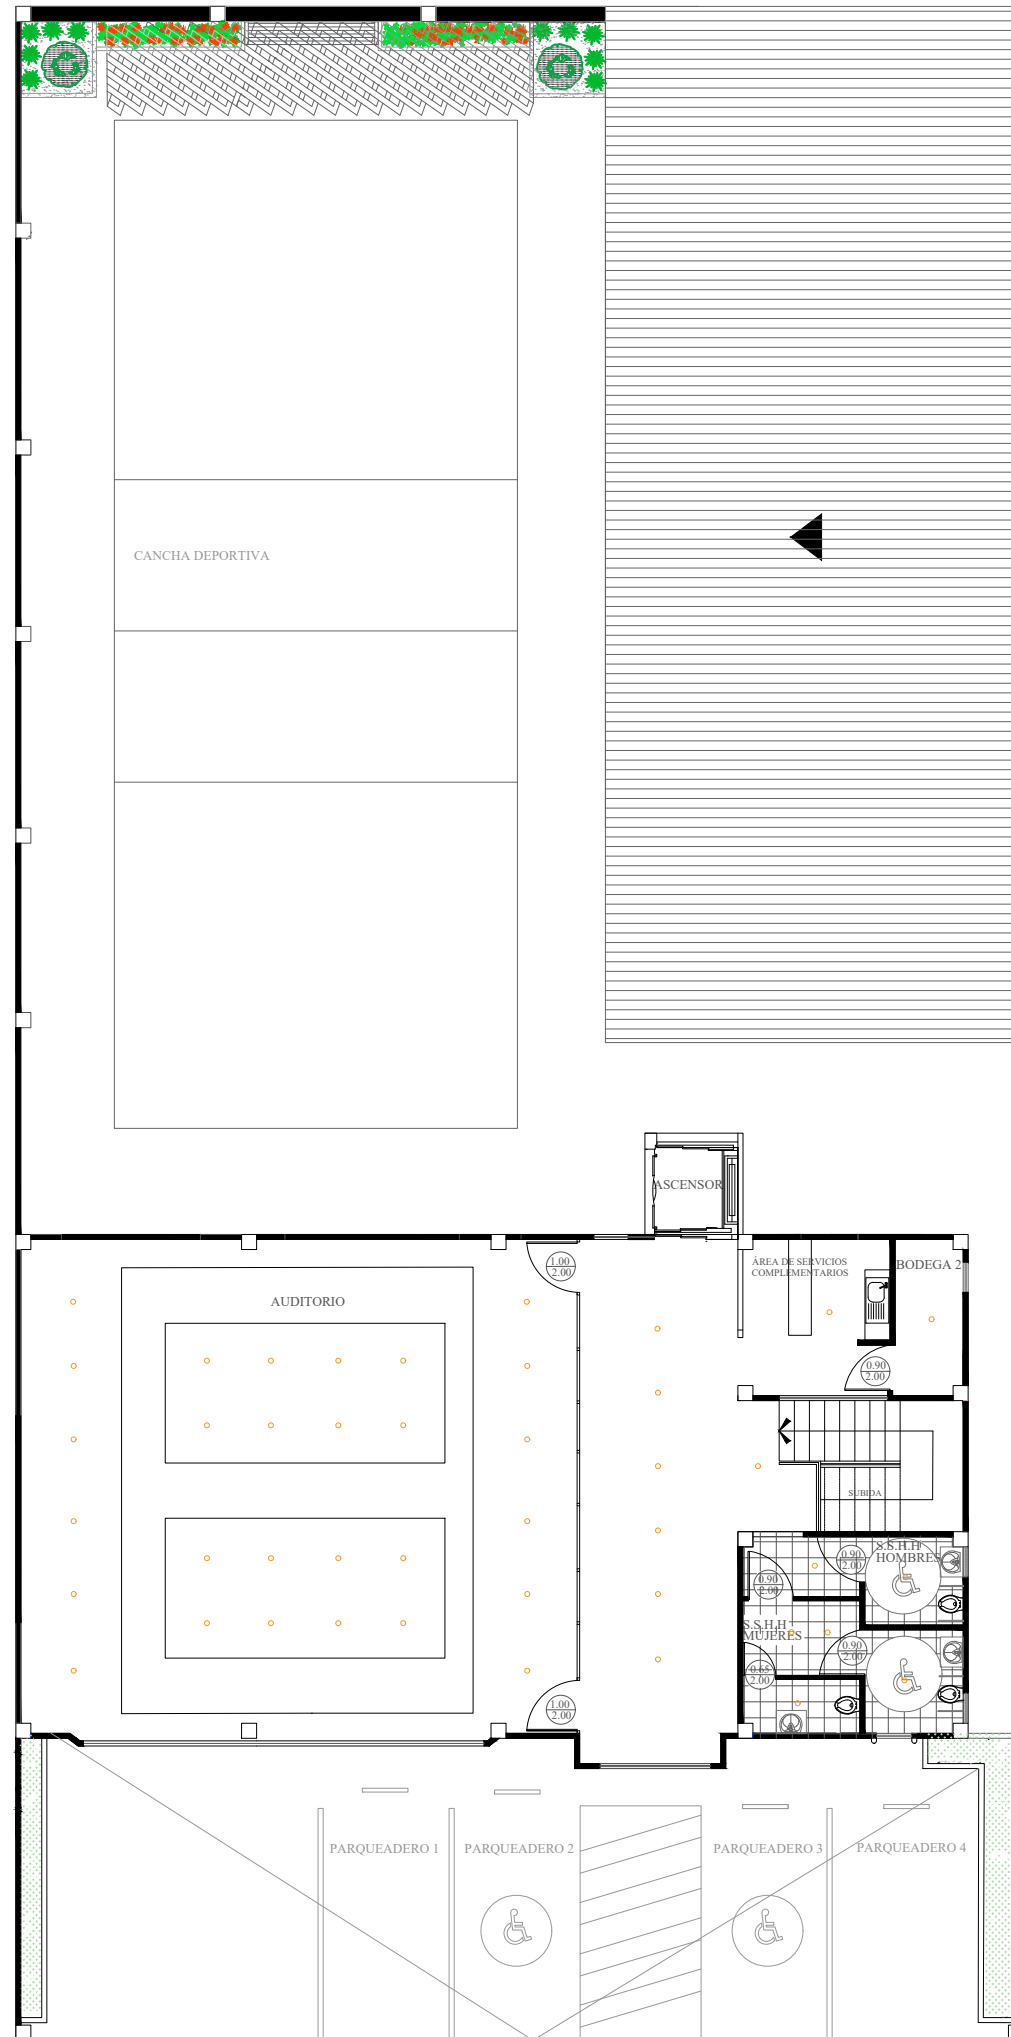 CANCHA DEPORTIVA
ASCENSOR
1.00
2.00
ÁREA DE SERVICIOS
COMPLEMENTARIOS
BODEGA 2
AUDITORIO
0.90
2.00
SUBIDA
S.S.H.H
HOMBRES
0.90
2.00
0.90
2.00
S.S.H.H
MUJERES
0.90
2.00
0.65
2.00
1.00
2.00
PARQUEADERO 1
PARQUEADERO 2
PARQUEADERO 3
PARQUEADERO 4